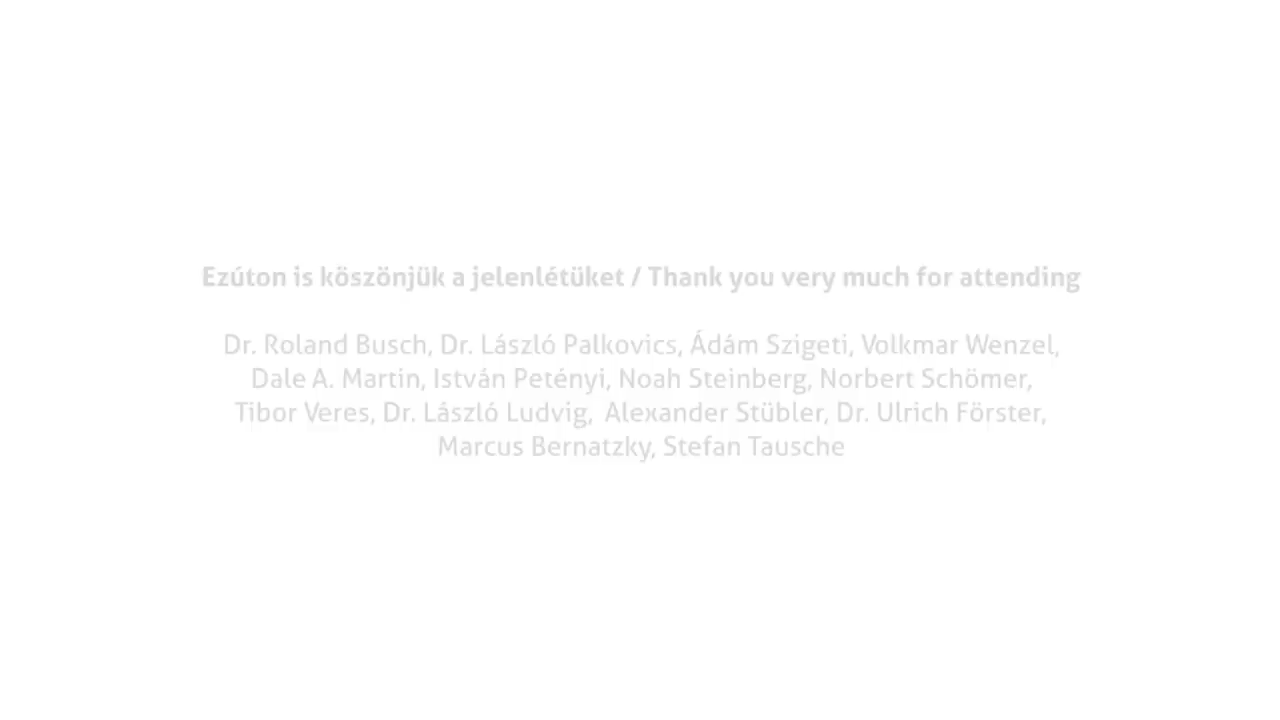 Ezúton is köszönjük a jelenlétüket / Thank you very much for attending
Dr. Roland Busch, Dr. László Palkovics, Ádám Szigeti, Volkmar Wenzel,
Dale A. Martin, István Petényi, Noah Steinberg, Norbert Schömer,
Tibor Veres, Dr. László Ludvig, Alexander Stübler, Dr. Ulrich Förster,
Marcus Bernatzky, Stefan Tausche